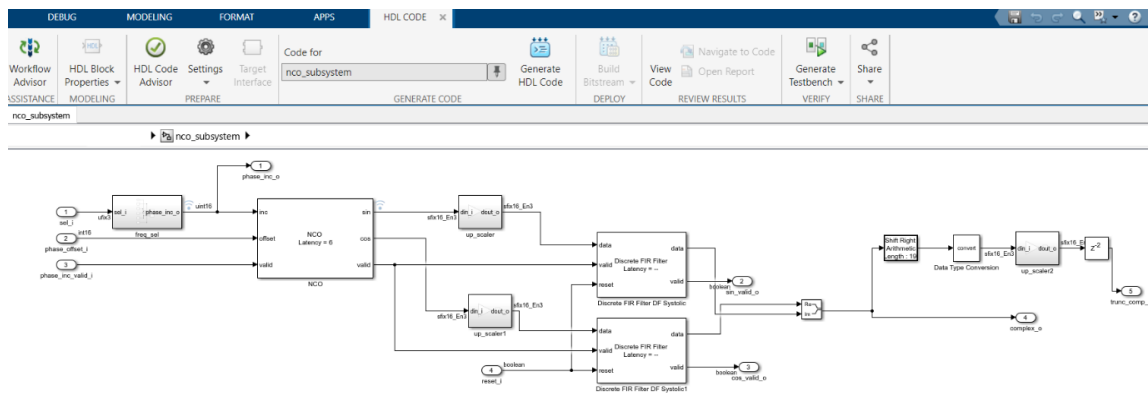 DEBUG MODELING FORMAT APPS HDL CODE
Workflow Advisor
HDL Block Properties
HDL Code Advisor
Settings
Target Interface
Code for
nco_subsystem
Generate HDL Code
Build Bitstream
View Code
Navigate to Code
Open Report
Generate Testbench
Share
ASSISTANCE MODELING PREPARE GENERATE CODE DEPLOY REVIEW RESULTS VERIFY SHARE
nco_subsystem
nco_subsystem
1
phase_inc_o
1
sel_i
ufix3
sel_i phase_inc_o
freq_sel
uint16
2
phase_offset_i
int16
3
phase_inc_valid_i
inc
offset
valid
NCO
Latency = 6
sin
cos
valid
NCO
sfix16_En3
din_i dout_o
up_scaler
sfix16_En3
sfix16_En3
din_i dout_o
up_scaler1
sfix16_En3
4
reset_i
boolean
data
valid
reset
Discrete FIR Filter
Latency = --
data
valid
Discrete FIR Filter DF Systolic
boolean
2
sin_valid_o
data
valid
reset
Discrete FIR Filter
Latency = --
data
valid
Discrete FIR Filter DF Systolic1
boolean
3
cos_valid_o
Re
Im
Shift Right
Arithmetic
Length : 19
convert
Data Type Conversion
sfix16_En3
din_i dout_o
up_scaler2
z-2
5
4
complex_o